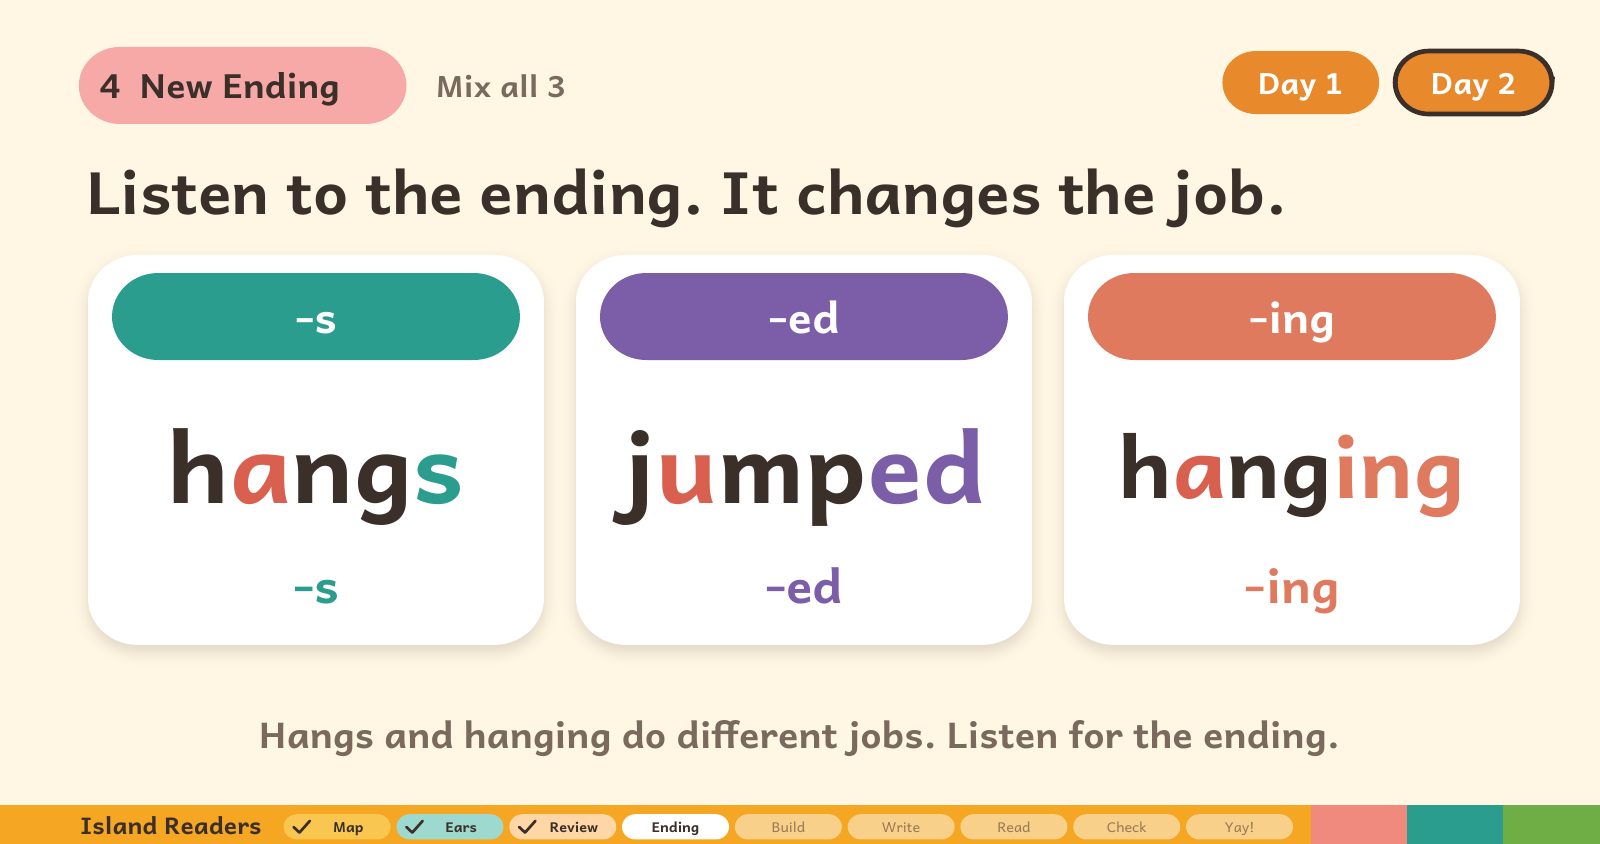 4 New Ending
Mix all 3
Day 1
Day 2
Listen to the ending. It changes the job.
-s
-ed
-ing
hangs
jumped
hanging
-s
-ed
-ing
Hangs and hanging do different jobs. Listen for the ending.
Island Readers
Map
Ears
Review
Ending
Build
Write
Read
Check
Yay!